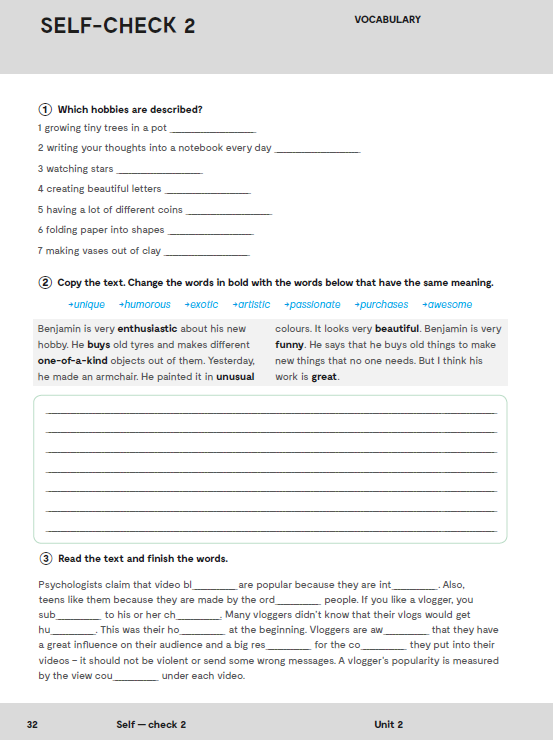 SELF-CHECK 2
VOCABULARY
1 Which hobbies are described?
1 growing tiny trees in a pot ________________
2 writing your thoughts into a notebook every day ________________
3 watching stars ________________
4 creating beautiful letters ________________
5 having a lot of different coins ________________
6 folding paper into shapes ________________
7 making vases out of clay ________________
2 Copy the text. Change the words in bold with the words below that have the same meaning.
→unique →humorous →exotic →artistic →passionate →purchases →awesome
Benjamin is very enthusiastic about his new
hobby. He buys old tyres and makes different
one-of-a-kind objects out of them. Yesterday,
he made an armchair. He painted it in unusual
colours. It looks very beautiful. Benjamin is very
funny. He says that he buys old things to make
new things that no one needs. But I think his
work is great.
3 Read the text and finish the words.
Psychologists claim that video bl________ are popular because they are int________. Also,
teens like them because they are made by the ord________ people. If you like a vlogger, you
sub________ to his or her ch________. Many vloggers didn't know that their vlogs would get
hu________. This was their ho________ at the beginning. Vloggers are aw________ that they have
a great influence on their audience and a big res________ for the co________ they put into their
videos – it should not be violent or send some wrong messages. A vlogger's popularity is measured
by the view cou________ under each video.
32 Self — check 2 Unit 2